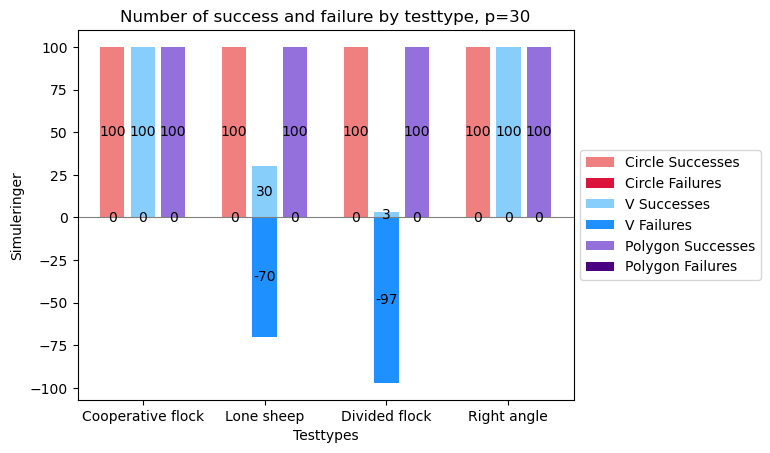 Number of success and failure by testtype, p=30
Simuleringer
100
75
50
25
0
−25
−50
−75
−100
100 100 100 100 100 100 100 100 100 100
30
3
0 0 0 0 0 0 0 0 0 0
-70
-97
Cooperative flock Lone sheep Divided flock Right angle
Testtypes
Circle Successes
Circle Failures
V Successes
V Failures
Polygon Successes
Polygon Failures